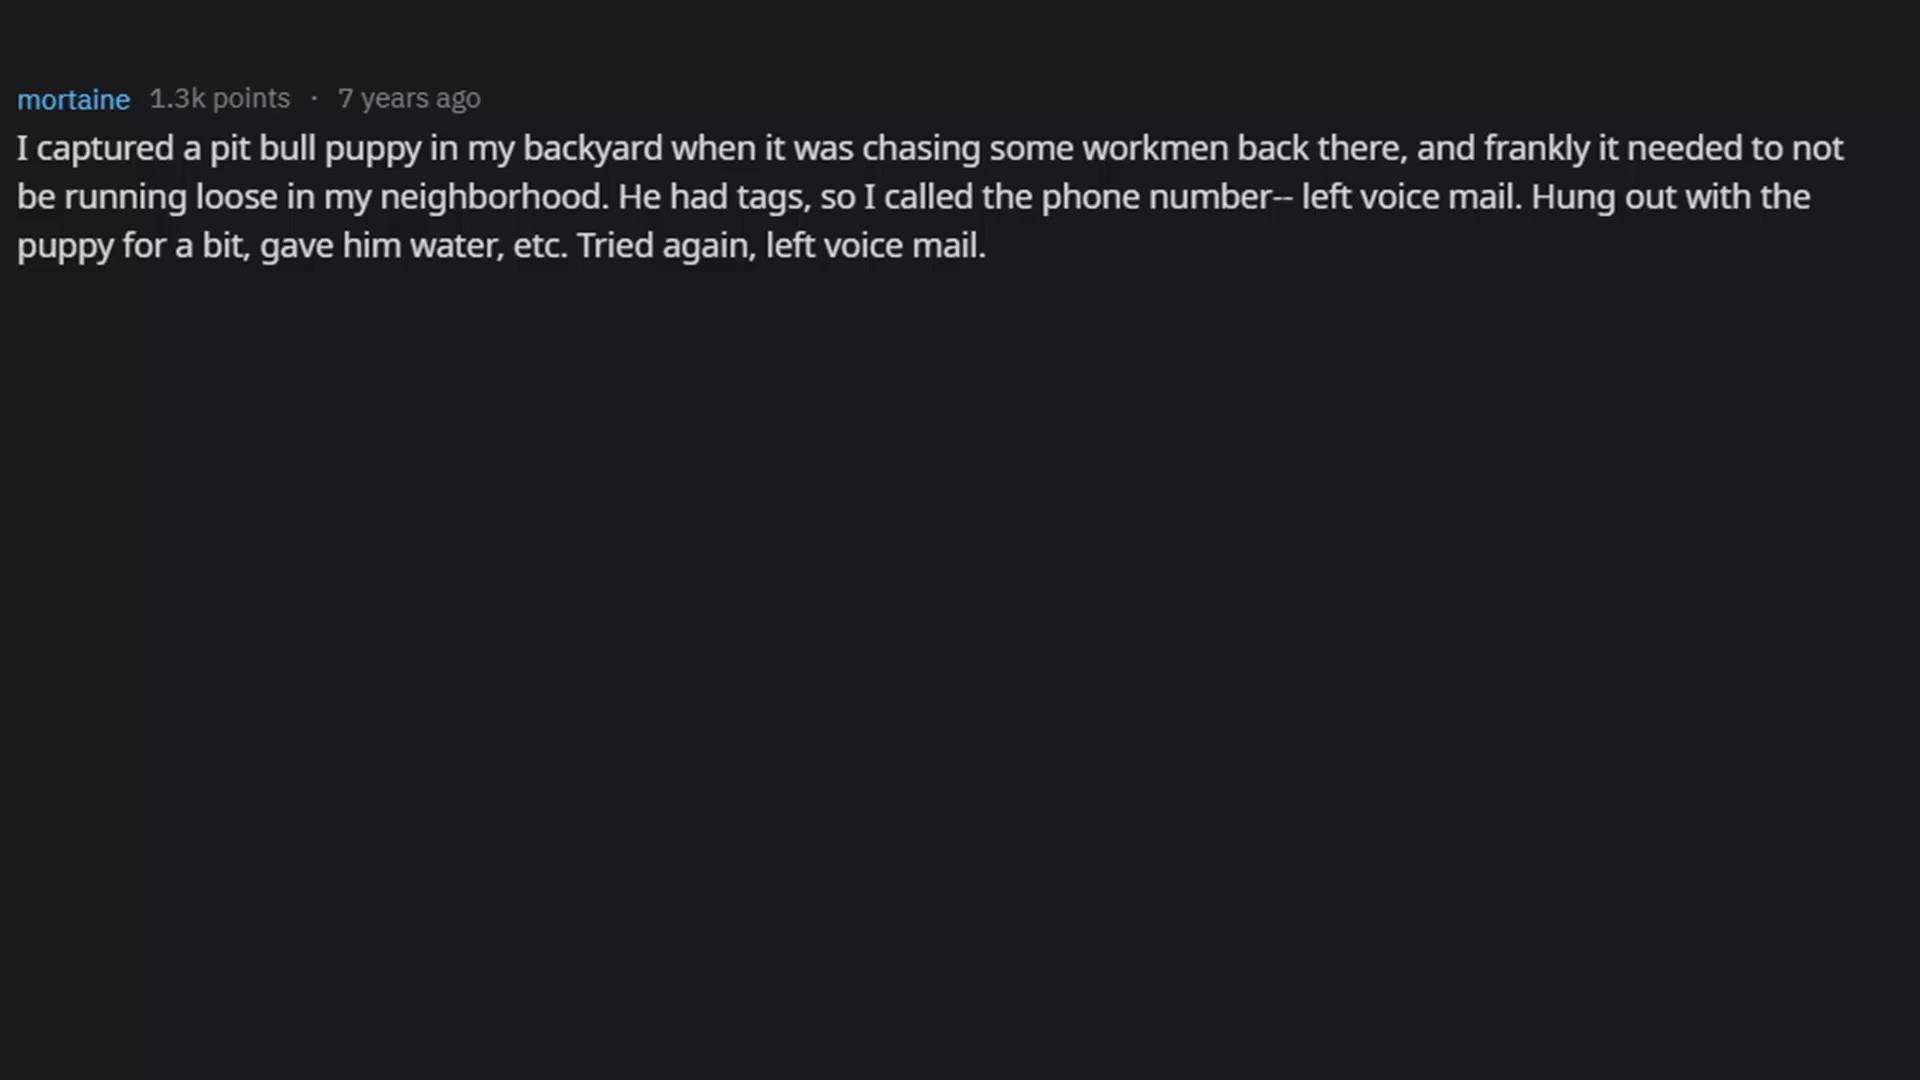 mortaine 1.3k points · 7 years ago
I captured a pit bull puppy in my backyard when it was chasing some workmen back there, and frankly it needed to not
be running loose in my neighborhood. He had tags, so I called the phone number-- left voice mail. Hung out with the
puppy for a bit, gave him water, etc. Tried again, left voice mail.